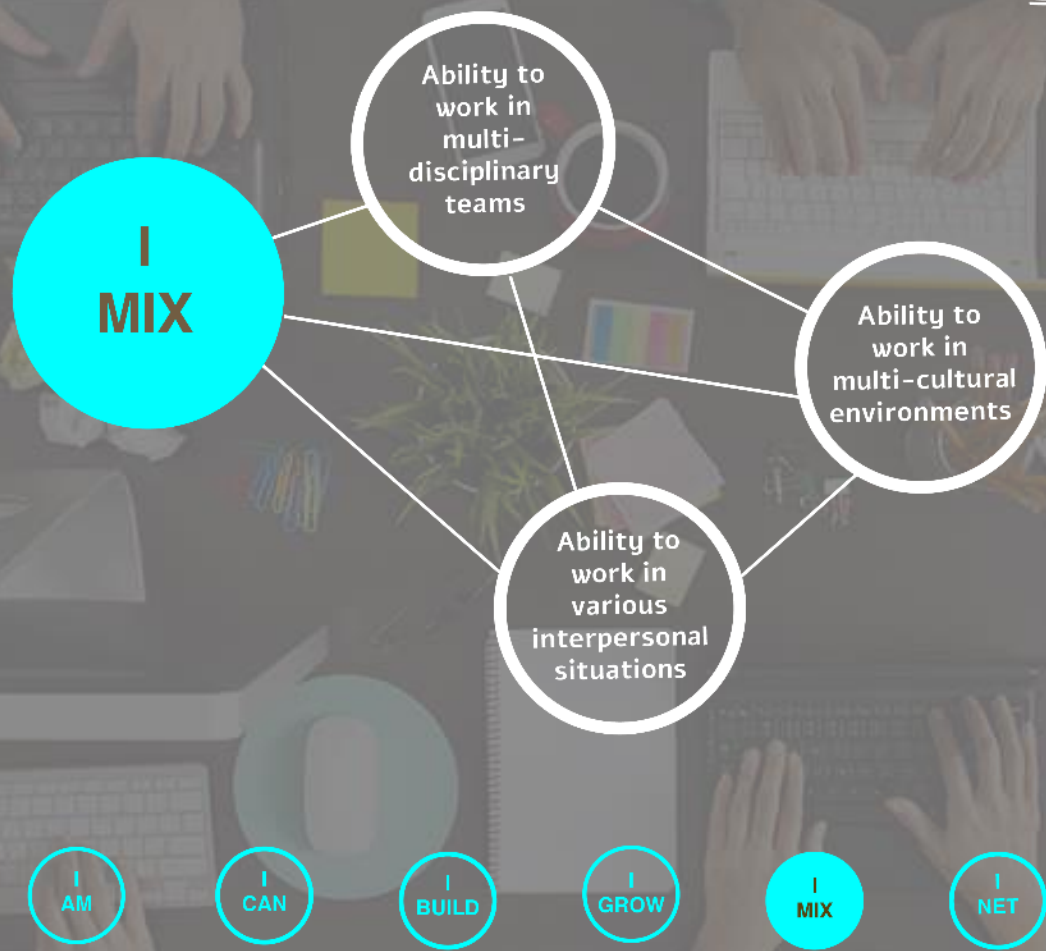 I
MIX
Ability to
work in
multi-
disciplinary
teams
Ability to
work in
multi-cultural
environments
Ability to
work in
various
interpersonal
situations
I
AM
I
CAN
I
BUILD
I
GROW
I
MIX
I
NET